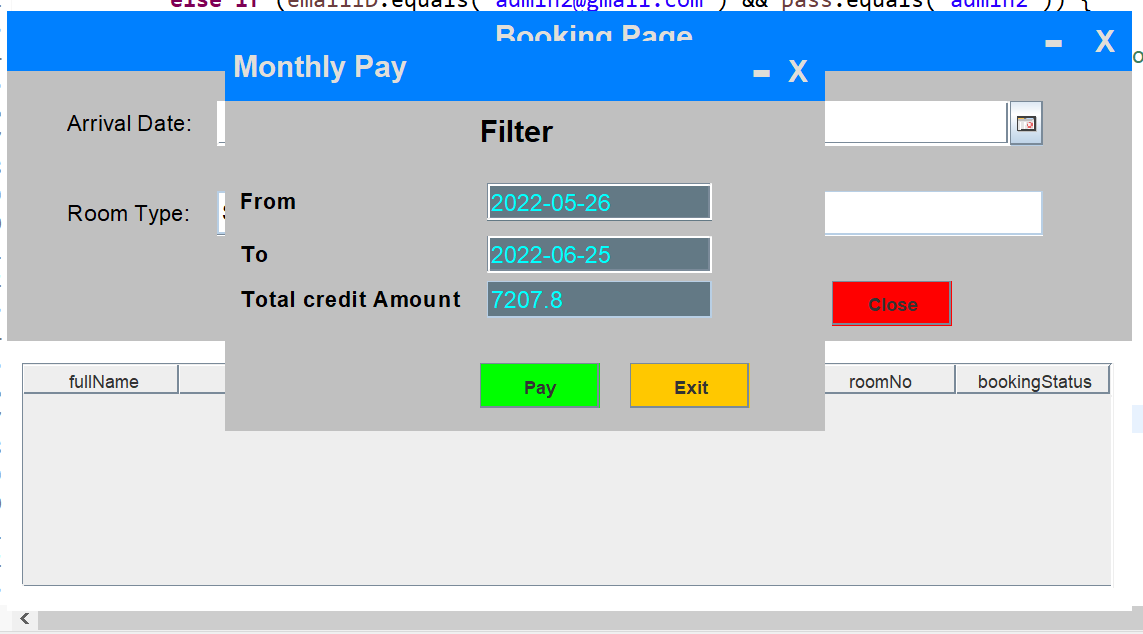 else if (emailID.equals("admin2@gmail.com") && pass.equals("admin2")) {
Booking Page
X
Monthly Pay
X
Arrival Date:
Filter
Room Type:
From
2022-05-26
To
2022-06-25
Total credit Amount
7207.8
Close
Pay
Exit
fullName
roomNo
bookingStatus